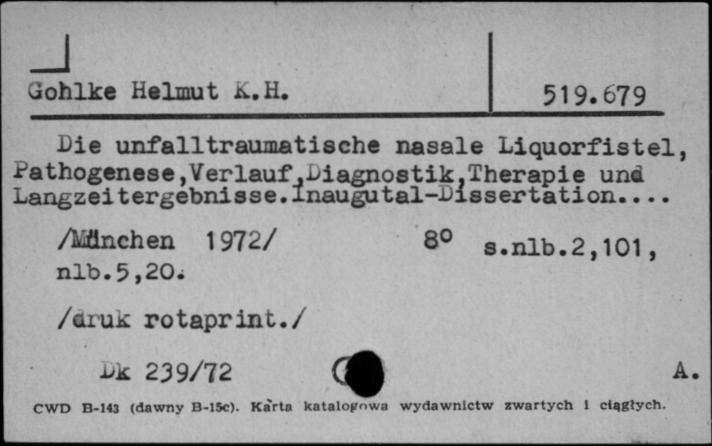 Gohlke Helmut K.H.
519.679
Die unfalltraumatische nasale Liquorfistel,
Pathogenese,Verlauf,Diagnostik,Therapie und
Langzeitergebnisse.Inaugutal-Dissertation....
/München 1972/ 8° s.nlb.2,101,
nlb.5,20.
/druk rotaprint./
Dk 239/72
A.
CWD B-143 (dawny B-15c). Karta katalogowa wydawnictw zwartych i ciągłych.